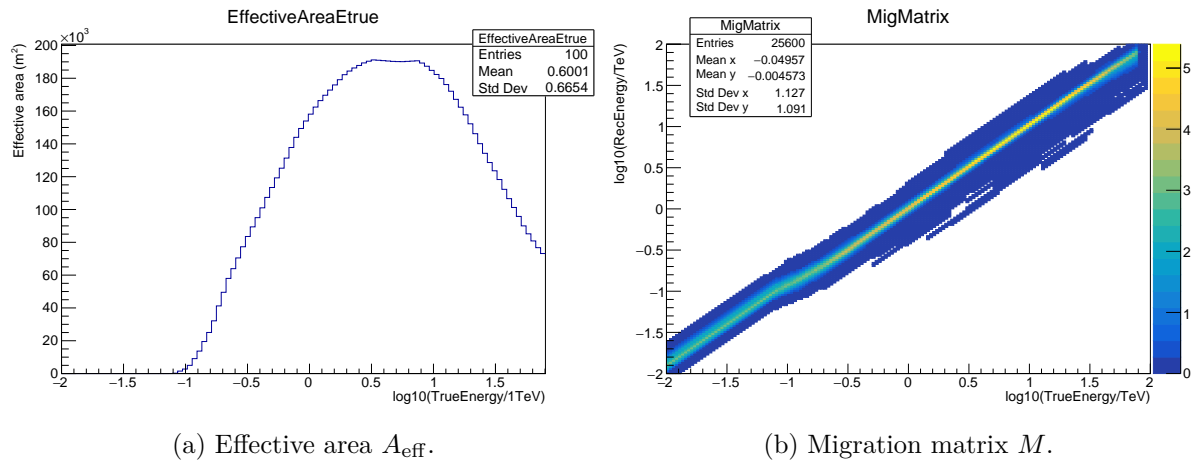 EffectiveAreaEtrue
×10³
Effective area (m²)
200
180
160
140
120
100
80
60
40
20
0
−2 −1.5 −1 −0.5 0 0.5 1 1.5
log10(TrueEnergy/1TeV)
EffectiveAreaEtrue
Entries 100
Mean 0.6001
Std Dev 0.6654
(a) Effective area A_eff.
MigMatrix
log10(RecEnergy/TeV)
2
1.5
1
0.5
0
−0.5
−1
−1.5
−2
−2 −1.5 −1 −0.5 0 0.5 1 1.5 2
log10(TrueEnergy/TeV)
MigMatrix
Entries 25600
Mean x −0.04957
Mean y −0.004573
Std Dev x 1.127
Std Dev y 1.091
5
4
3
2
1
0
(b) Migration matrix M.